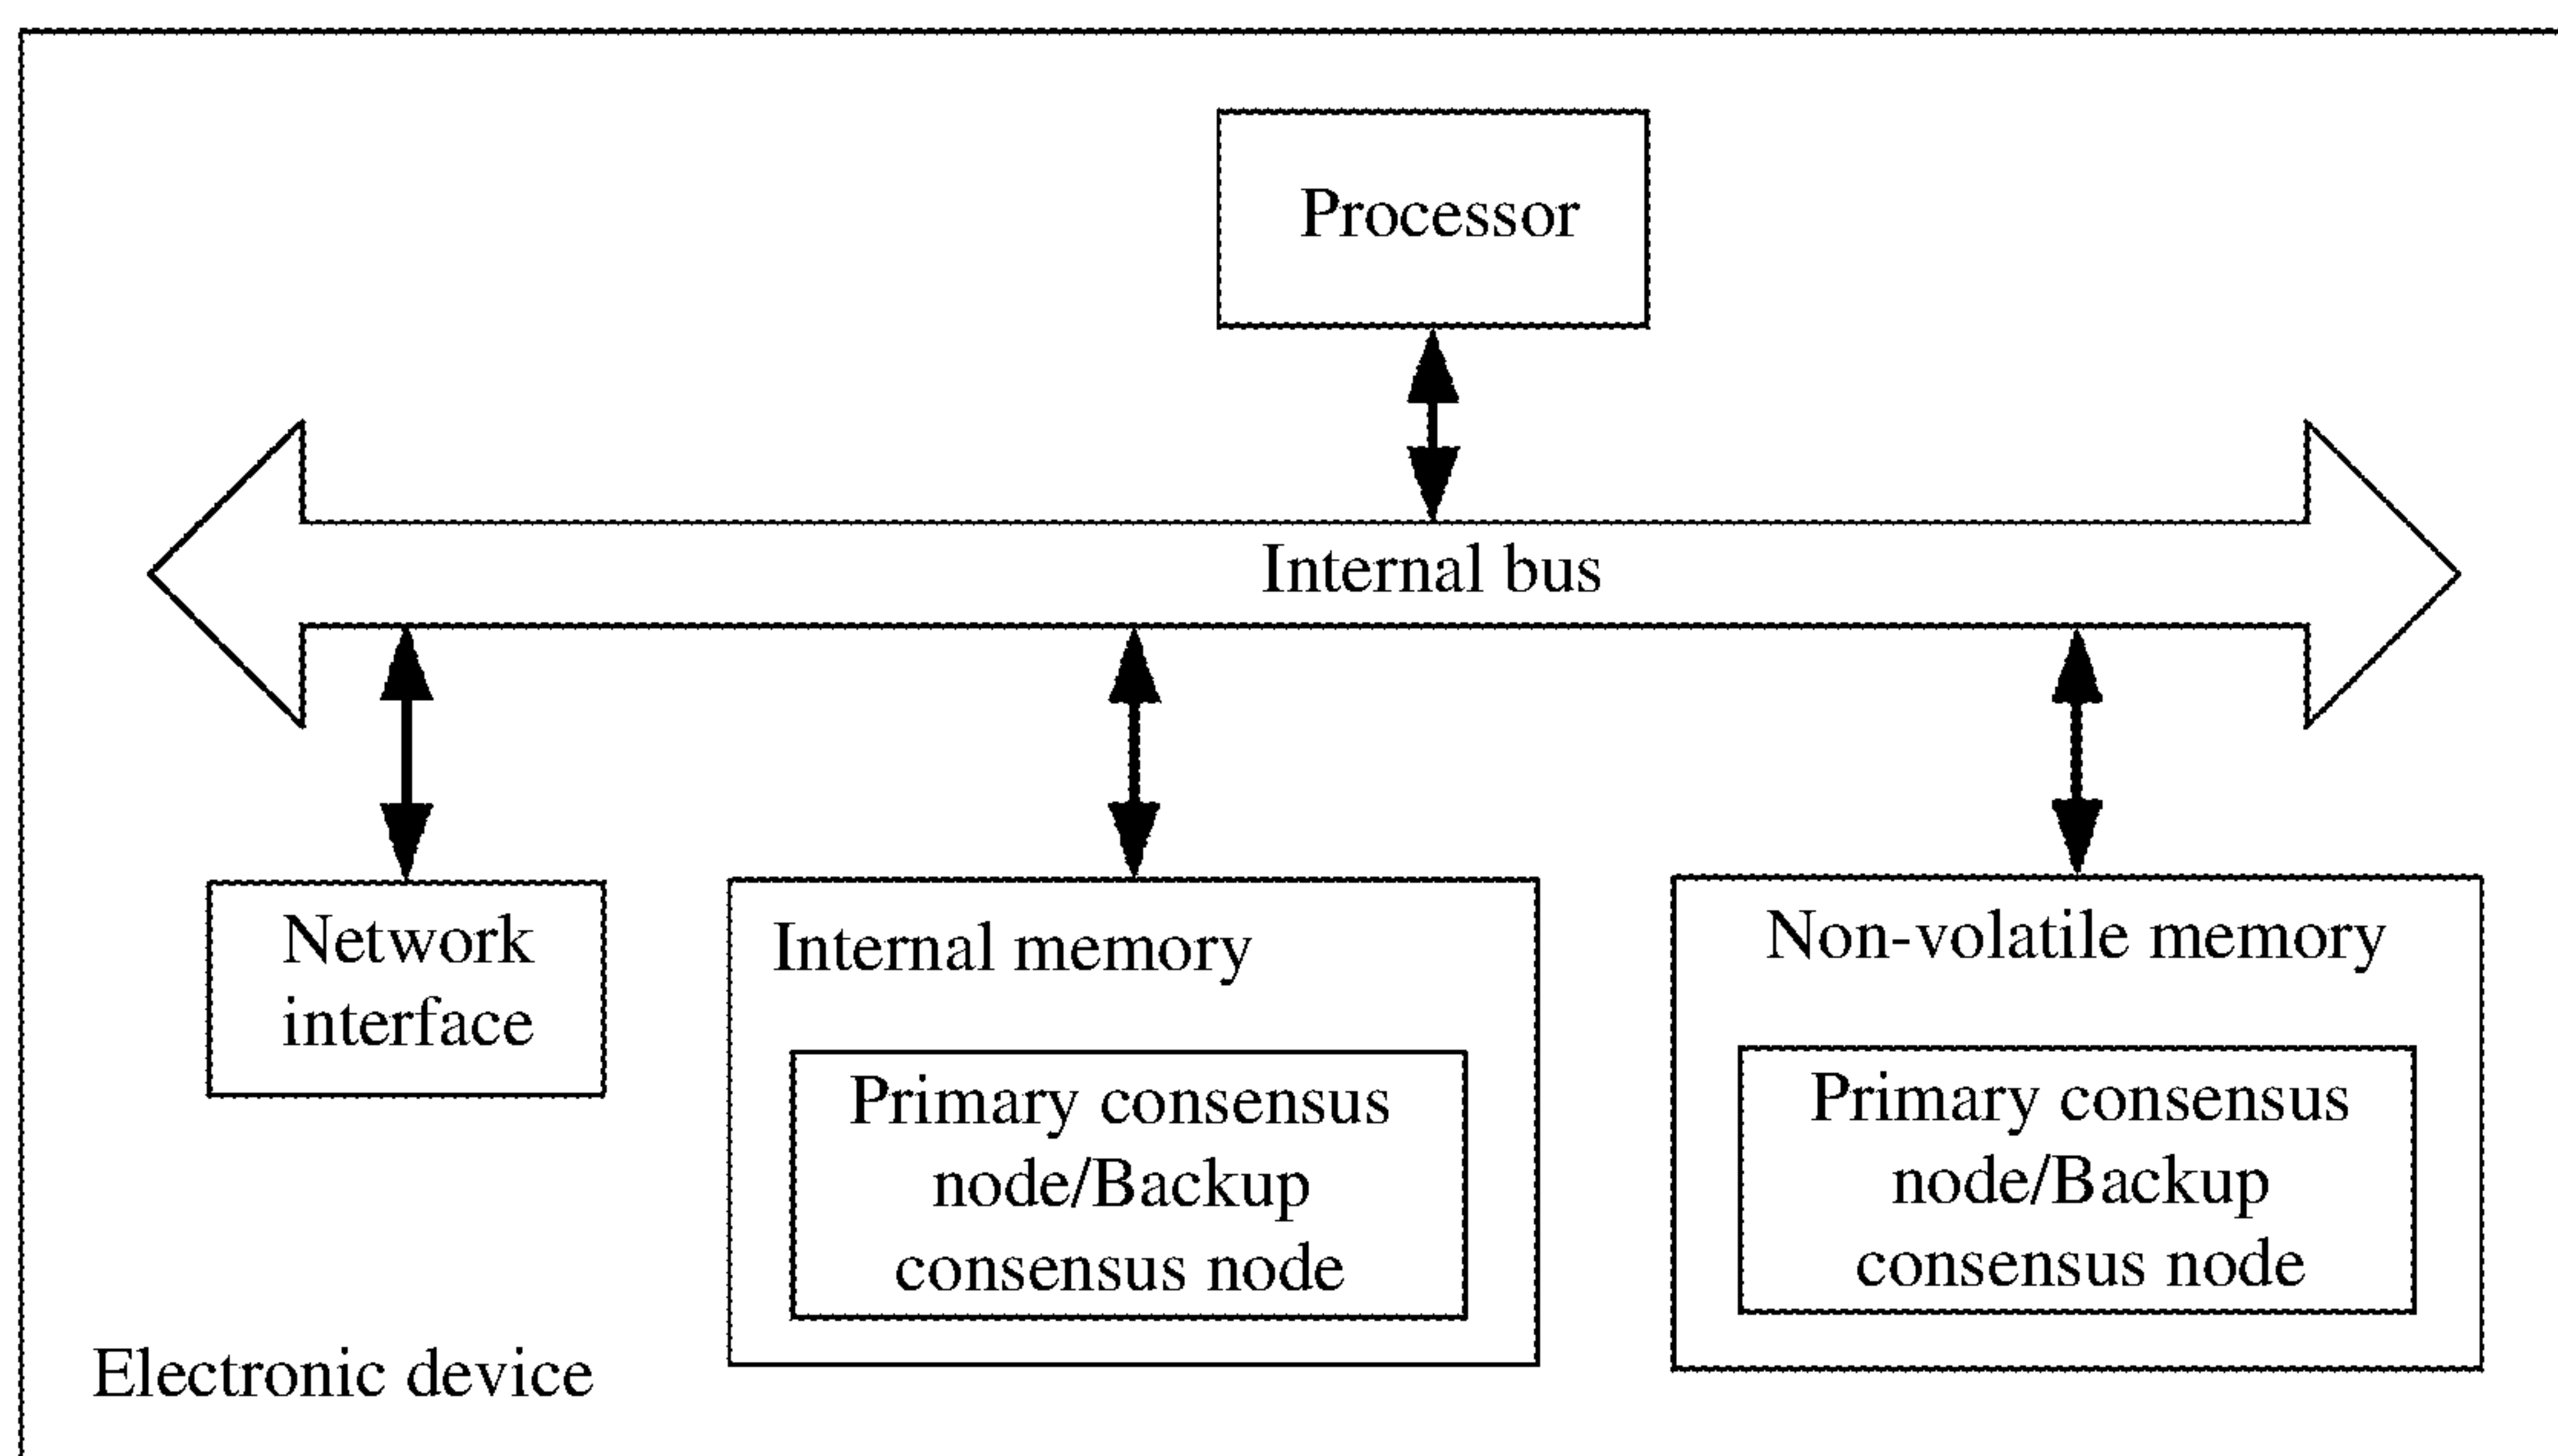 Processor
Internal bus
Network
interface
Internal memory
Primary consensus
node/Backup
consensus node
Non-volatile memory
Primary consensus
node/Backup
consensus node
Electronic device